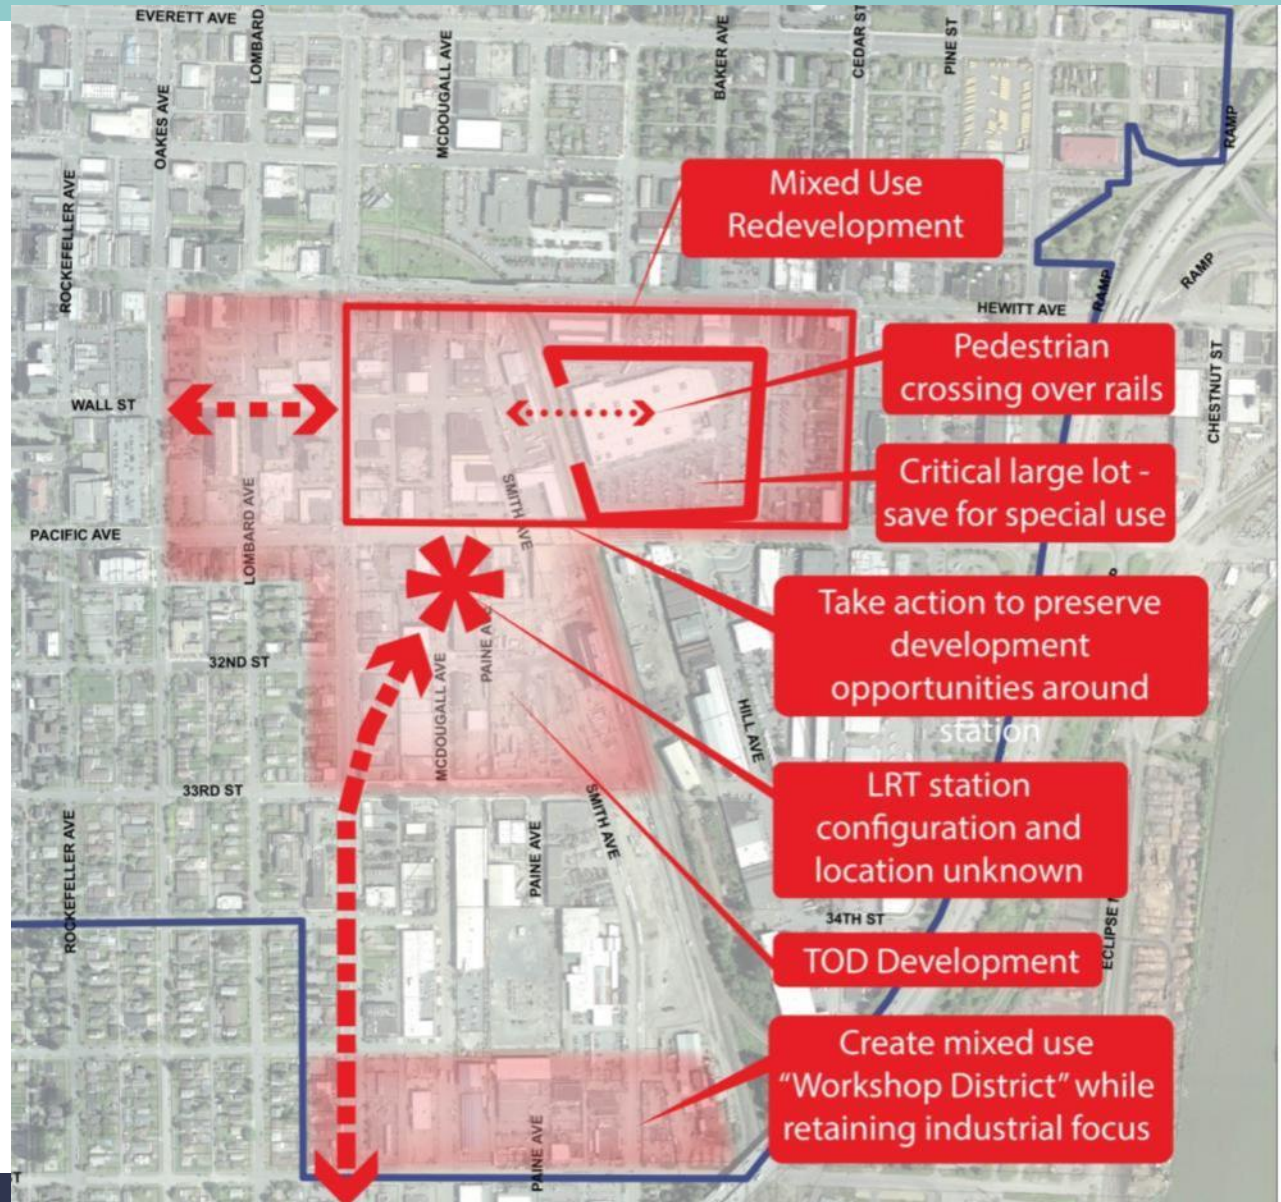 EVERETT AVE
LOMBARD
MCDOUGALL AVE
BAKER AVE
CEDAR ST
PINE ST
OAKES AVE
RAMP
ROCKEFELLER AVE
Mixed Use
Redevelopment
RAMP
RAMP
HEWITT AVE
WALL ST
Pedestrian
crossing over rails
CHESTNUT ST
LOMBARD AVE
SMITH AVE
Critical large lot -
save for special use
PACIFIC AVE
Take action to preserve
development
opportunities around
station
32ND ST
PAINE AVE
MCDOUGALL AVE
HILL AVE
33RD ST
LRT station
configuration and
location unknown
SMITH AVE
ROCKEFELLER AVE
PAINE AVE
34TH ST
ECLIPSE
TOD Development
Create mixed use
“Workshop District” while
retaining industrial focus
PAINE AVE